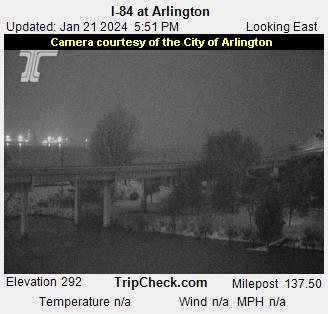 I-84 at Arlington
Updated: Jan 21 2024  5:51 PM Looking East
Camera courtesy of the City of Arlington
Elevation 292 TripCheck.com Milepost 137.50
Temperature n/a Wind n/a MPH n/a